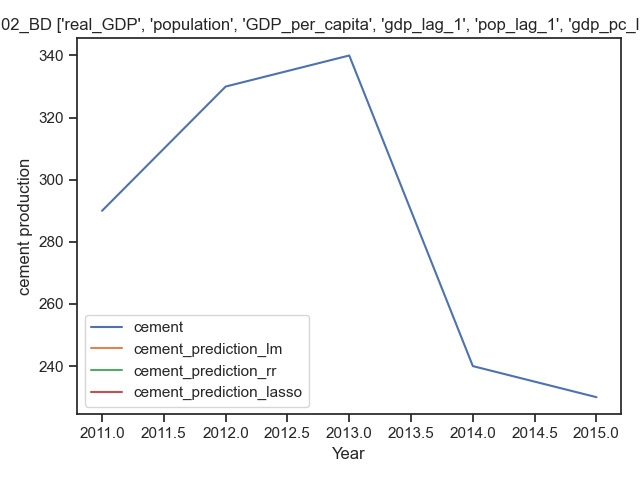 02_BD ['real_GDP', 'population', 'GDP_per_capita', 'gdp_lag_1', 'pop_lag_1', 'gdp_pc_l
340
320
300
280
260
240
cement production
cement
cement_prediction_lm
cement_prediction_rr
cement_prediction_lasso
2011.0 2011.5 2012.0 2012.5 2013.0 2013.5 2014.0 2014.5 2015.0
Year